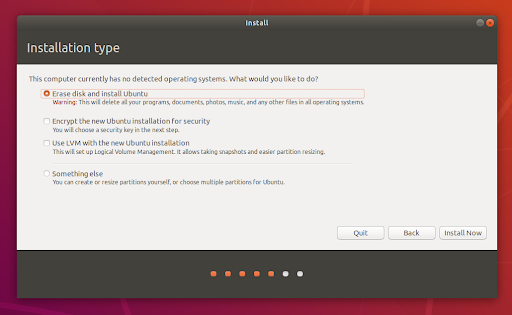 Install
Installation type
This computer currently has no detected operating systems. What would you like to do?
Erase disk and install Ubuntu
Warning: This will delete all your programs, documents, photos, music, and any other files in all operating systems.
Encrypt the new Ubuntu installation for security
You will choose a security key in the next step.
Use LVM with the new Ubuntu installation
This will set up Logical Volume Management. It allows taking snapshots and easier partition resizing.
Something else
You can create or resize partitions yourself, or choose multiple partitions for Ubuntu.
Quit
Back
Install Now